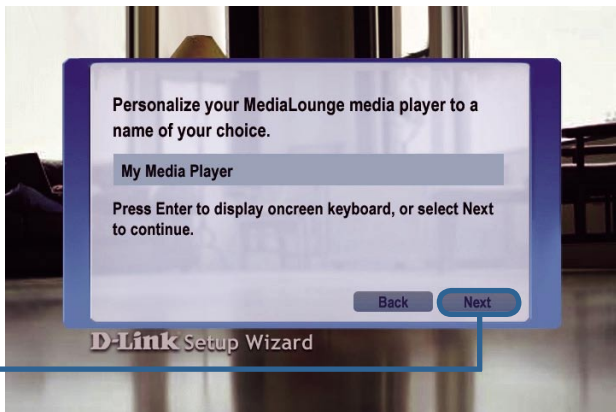 Personalize your MediaLounge media player to a
name of your choice.
My Media Player
Press Enter to display oncreen keyboard, or select Next
to continue.
Back Next
D-Link Setup Wizard